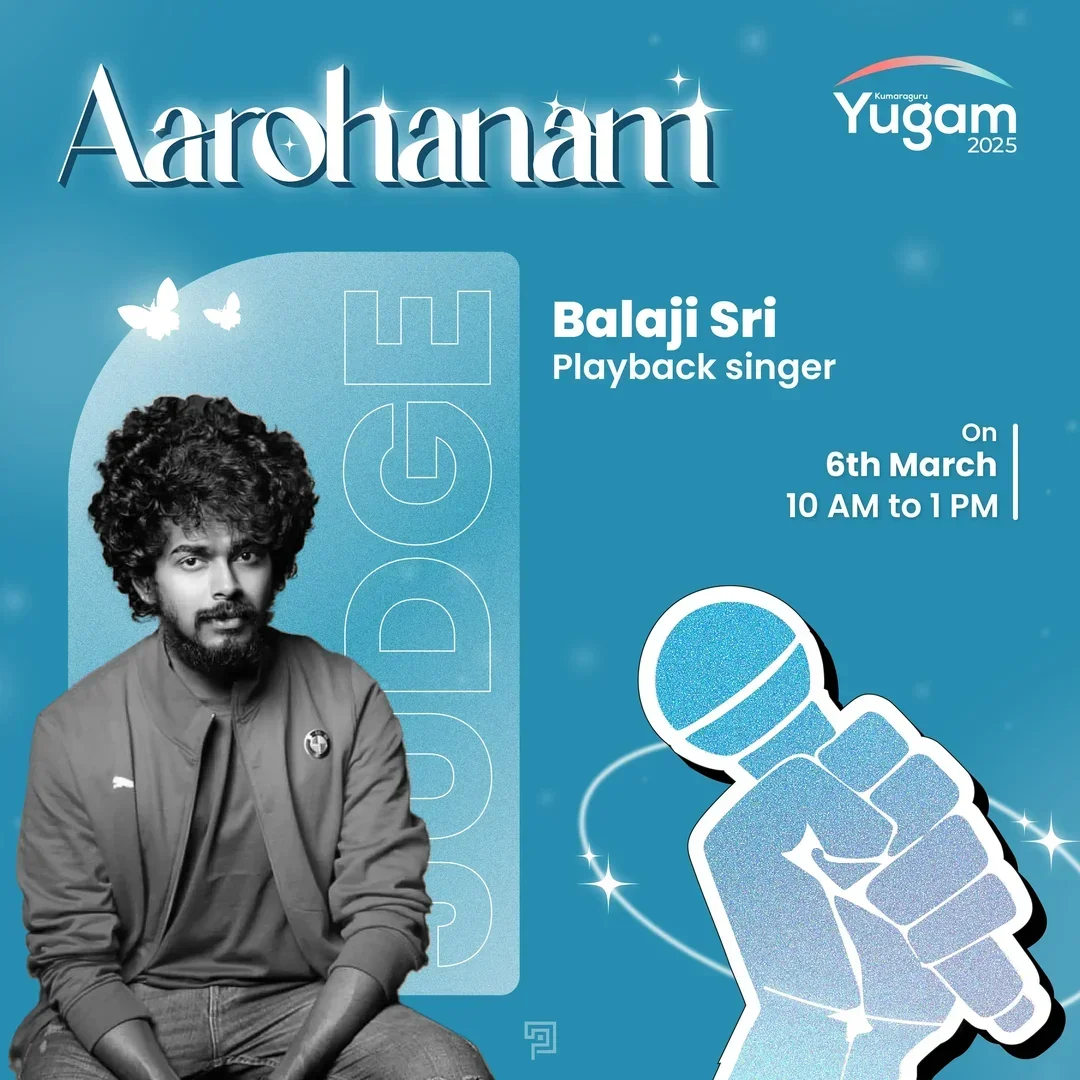 Aarohanam
Kumaraguru
Yugam
2025
JUDGE
Balaji Sri
Playback singer
On
6th March
10 AM to 1 PM